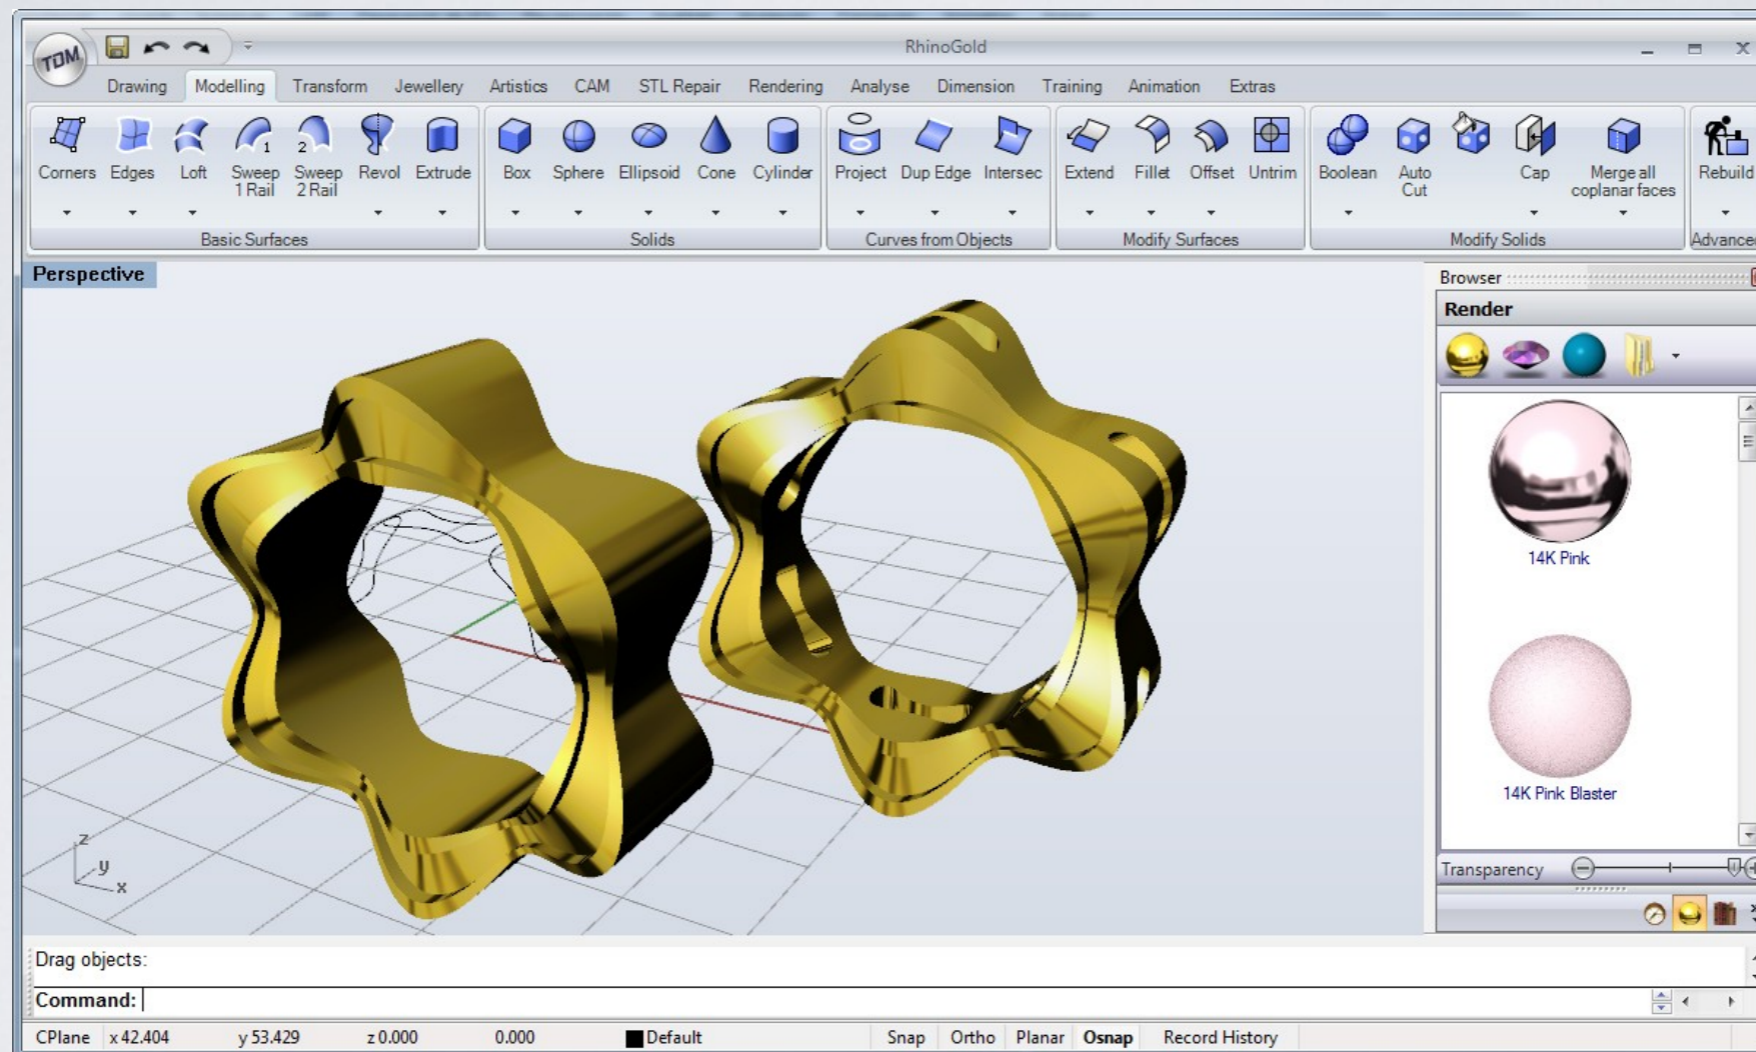 RhinoGold
TDM
Drawing Modelling Transform Jewellery Artistics CAM STL Repair Rendering Analyse Dimension Training Animation Extras
1 2
Corners Edges Loft Sweep 1 Rail Sweep 2 Rail Revol Extrude Box Sphere Ellipsoid Cone Cylinder Project Dup Edge Intersec Extend Fillet Offset Untrim Boolean Auto Cut Cap Merge all coplanar faces Rebuild
Basic Surfaces Solids Curves from Objects Modify Surfaces Modify Solids Advance
Perspective
Browser
Render
14K Pink
14K Pink Blaster
z
y
x
Transparency
Drag objects:
Command:
CPlane x 42.404 y 53.429 z 0.000 0.000 Default Snap Ortho Planar Osnap Record History